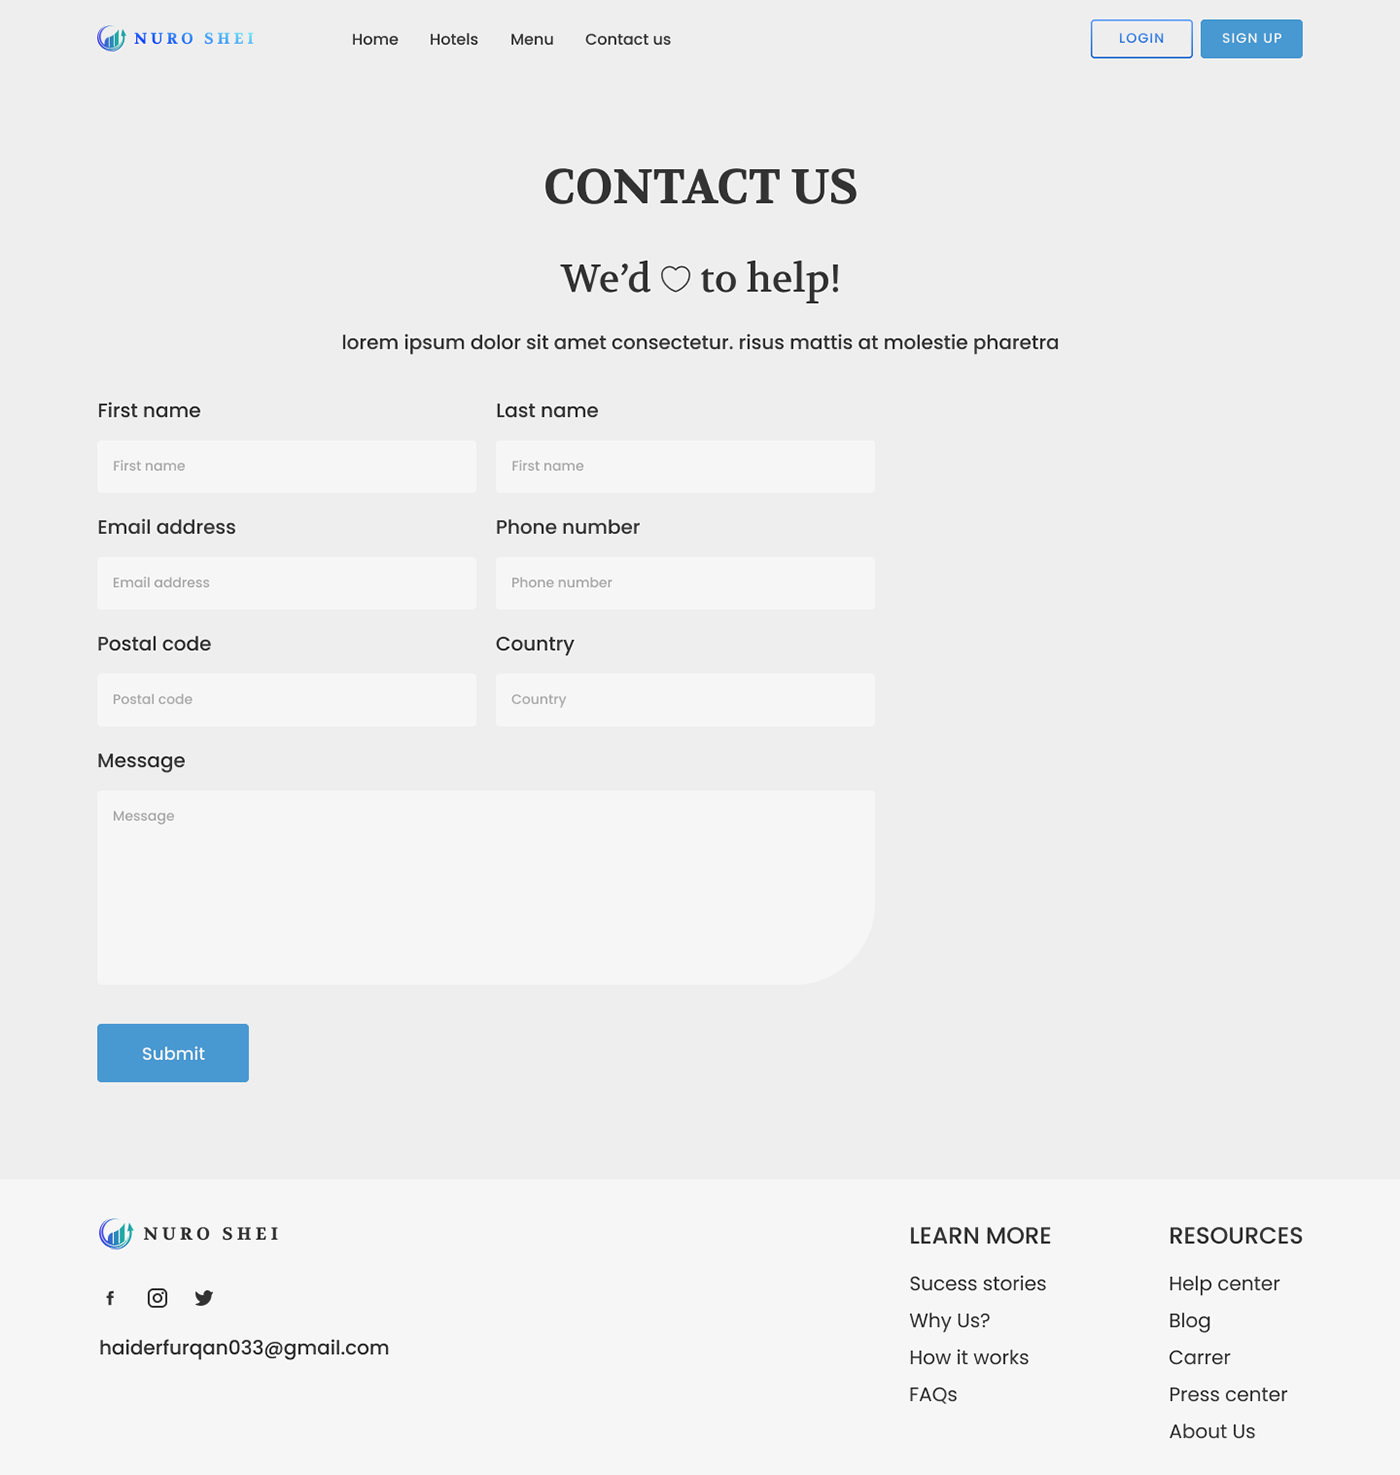 NURO SHEI
Home Hotels Menu Contact us
LOGIN SIGN UP
CONTACT US
We’d to help!
lorem ipsum dolor sit amet consectetur. risus mattis at molestie pharetra
First name Last name
First name First name
Email address Phone number
Email address Phone number
Postal code Country
Postal code Country
Message
Message
Submit
NURO SHEI
haiderfurqan033@gmail.com
LEARN MORE
Sucess stories
Why Us?
How it works
FAQs
RESOURCES
Help center
Blog
Carrer
Press center
About Us